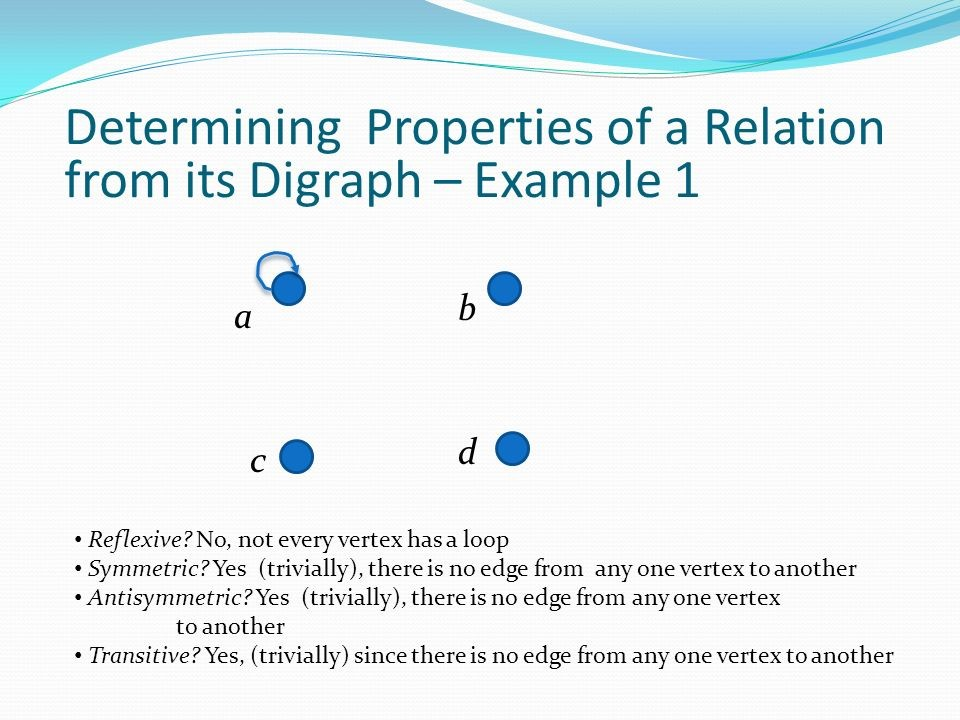 Determining Properties of a Relation
from its Digraph – Example 1
a
b
c
d
• Reflexive? No, not every vertex has a loop
• Symmetric? Yes (trivially), there is no edge from any one vertex to another
• Antisymmetric? Yes (trivially), there is no edge from any one vertex
to another
• Transitive? Yes, (trivially) since there is no edge from any one vertex to another